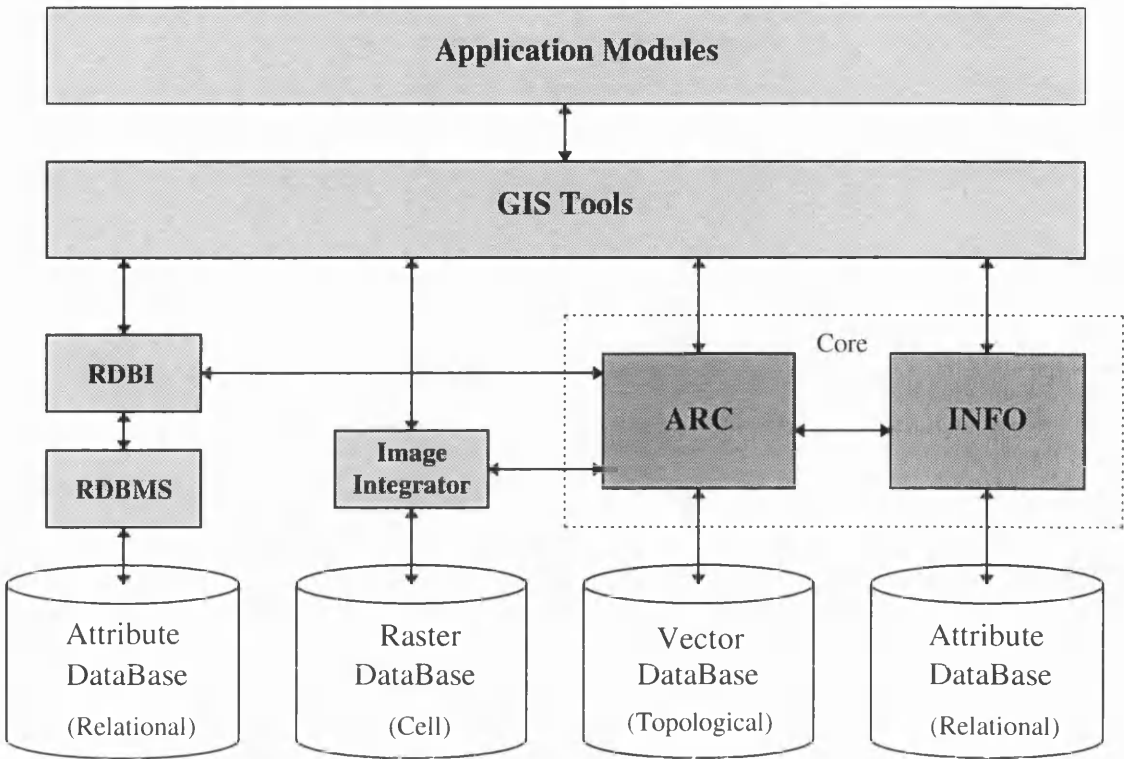 Application Modules
GIS Tools
Core
RDBI
ARC
INFO
Image
Integrator
RDBMS
Attribute
DataBase
(Relational)
Raster
DataBase
(Cell)
Vector
DataBase
(Topological)
Attribute
DataBase
(Relational)